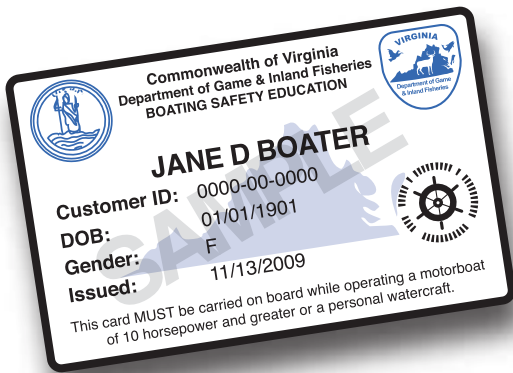 Commonwealth of Virginia
Department of Game & Inland Fisheries
BOATING SAFETY EDUCATION
VIRGINIA
Department of Game
& Inland Fisheries
JANE D BOATER
Customer ID: 0000-00-0000
DOB: 01/01/1901
Gender: F
Issued: 11/13/2009
SAMPLE
This card MUST be carried on board while operating a motorboat
of 10 horsepower and greater or a personal watercraft.